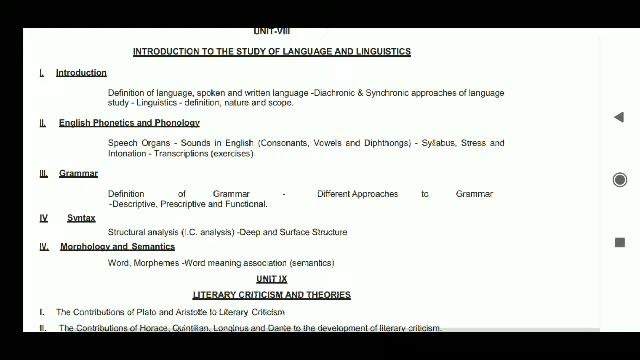 UNIT-VIII
INTRODUCTION TO THE STUDY OF LANGUAGE AND LINGUISTICS
I. Introduction
Definition of language, spoken and written language -Diachronic & Synchronic approaches of language
study - Linguistics - definition, nature and scope.
II. English Phonetics and Phonology
Speech Organs - Sounds in English (Consonants, Vowels and Diphthongs) - Syllabus, Stress and
Intonation - Transcriptions (exercises).
III. Grammar
Definition of Grammar - Different Approaches to Grammar
-Descriptive, Prescriptive and Functional.
IV Syntax
Structural analysis (I.C. analysis) -Deep and Surface Structure
IV. Morphology and Semantics
Word, Morphemes -Word meaning association (semantics)
UNIT IX
LITERARY CRITICISM AND THEORIES
I. The Contributions of Plato and Aristotle to Literary Criticism
II. The Contributions of Horace, Quintilian, Longinus and Dante to the development of literary criticism.